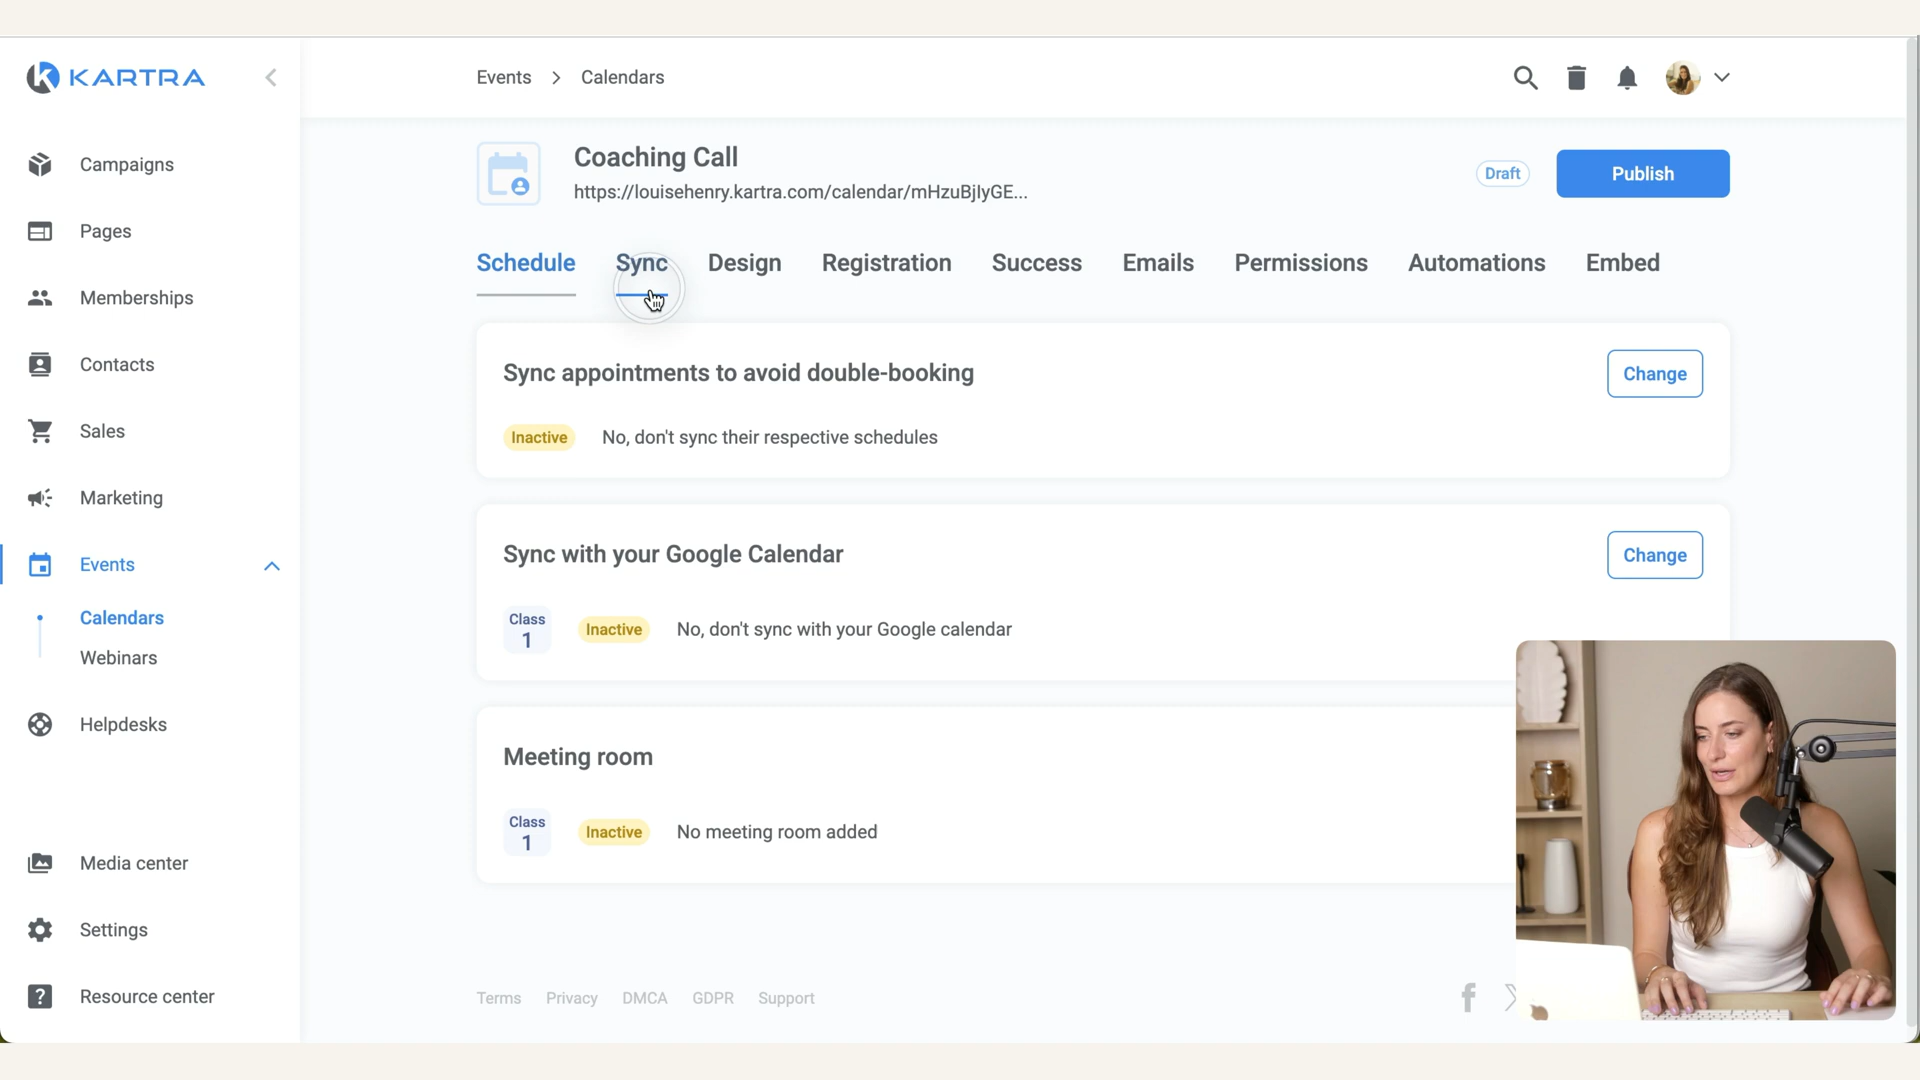 KARTRA
Events > Calendars
Campaigns
Pages
Memberships
Contacts
Sales
Marketing
Events
Calendars
Webinars
Helpdesks
Media center
Settings
Resource center
Coaching Call
https://louisehenry.kartra.com/calendar/mHzuBjlyGE...
Draft
Publish
Schedule Sync Design Registration Success Emails Permissions Automations Embed
Sync appointments to avoid double-booking
Change
Inactive No, don't sync their respective schedules
Sync with your Google Calendar
Change
Class
1
Inactive No, don't sync with your Google calendar
Meeting room
Class
1
Inactive No meeting room added
Terms Privacy DMCA GDPR Support